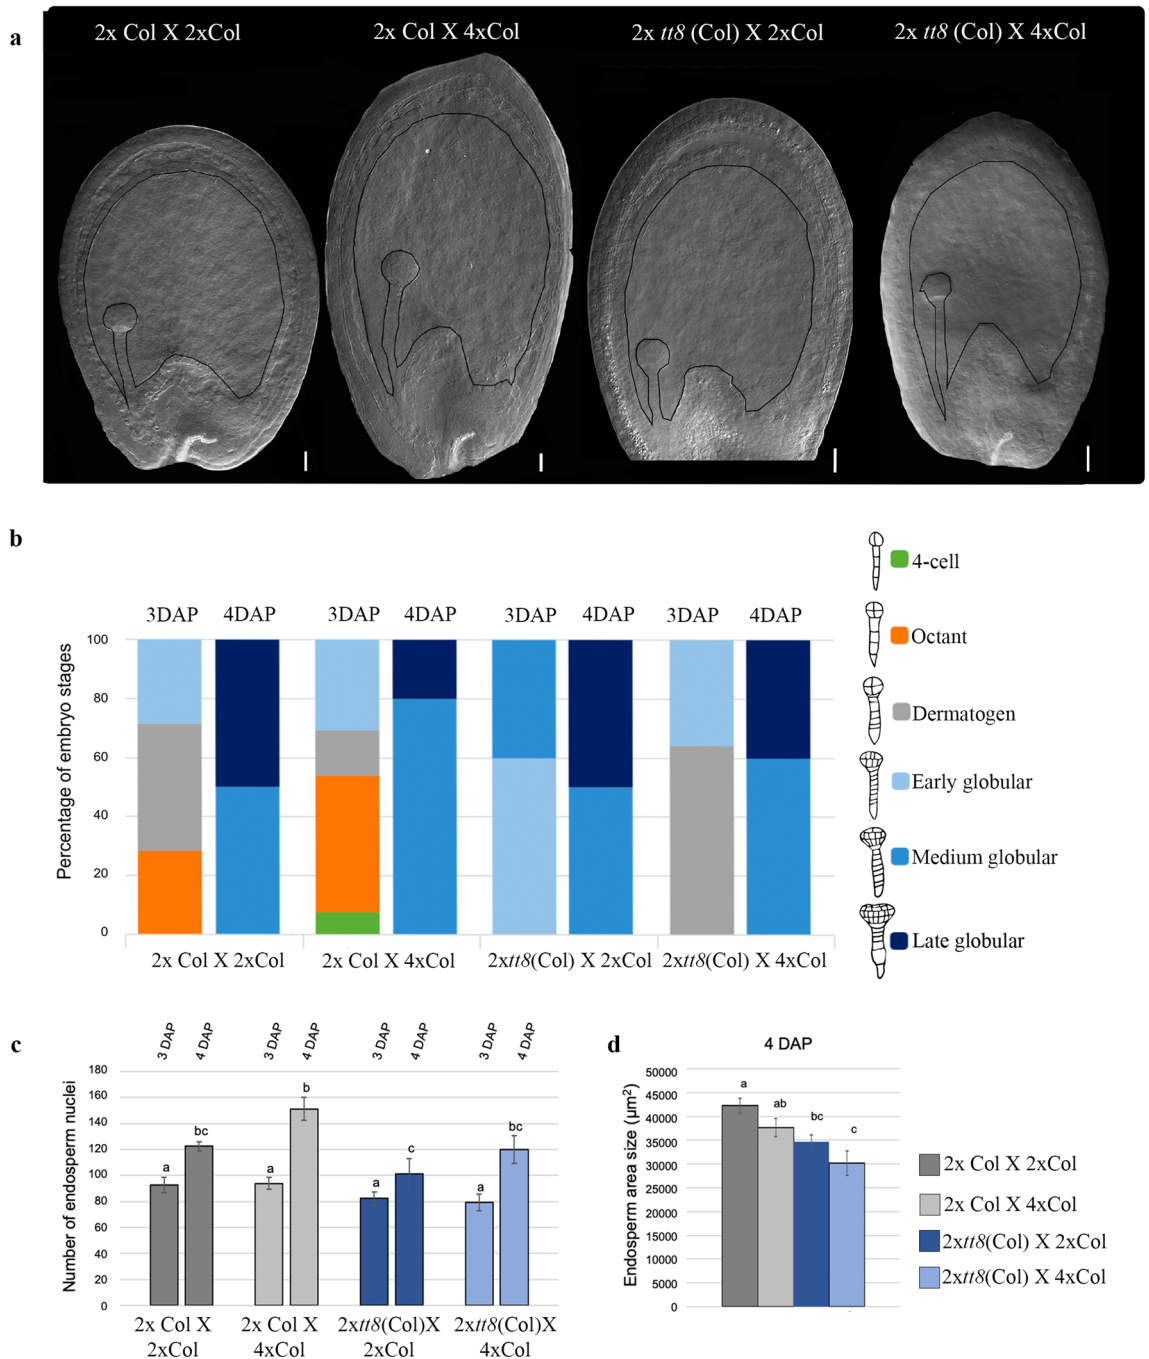 a
2x Col X 2xCol
2x Col X 4xCol
2x tt8 (Col) X 2xCol
2x tt8 (Col) X 4xCol
b
3DAP 4DAP 3DAP 4DAP 3DAP 4DAP 3DAP 4DAP
Percentage of embryo stages
100
80
60
40
20
0
2x Col X 2xCol
2x Col X 4xCol
2xtt8(Col) X 2xCol
2xtt8(Col) X 4xCol
4-cell
Octant
Dermatogen
Early globular
Medium globular
Late globular
c
3 DAP 4 DAP 3 DAP 4 DAP 3 DAP 4 DAP 3 DAP 4 DAP
Number of endosperm nuclei
180
160
140
120
100
80
60
40
20
0
a bc a b a c a bc
2x Col X
2xCol
2x Col X
4xCol
2xtt8(Col)X
2xCol
2xtt8(Col)X
4xCol
d
4 DAP
Endosperm area size (μm2)
50000
45000
40000
35000
30000
25000
20000
15000
10000
5000
0
a ab bc c
2x Col X 2xCol
2x Col X 4xCol
2xtt8(Col) X 2xCol
2xtt8(Col) X 4xCol